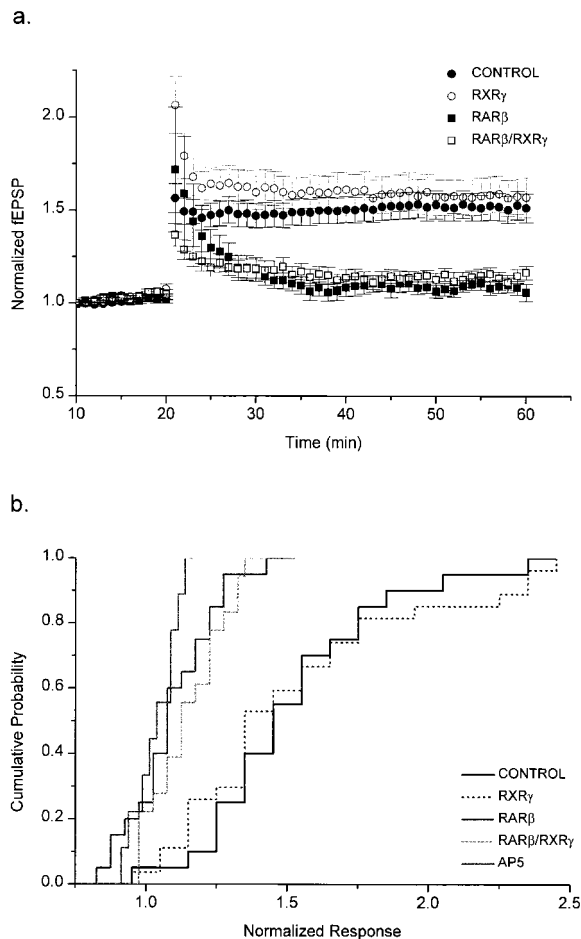 a.
2.0
1.5
1.0
0.5
Normalized fEPSP
CONTROL
RXRγ
RARβ
RARβ/RXRγ
10
20
30
40
50
60
Time (min)
b.
1.0
0.8
0.6
0.4
0.2
0.0
Cumulative Probability
CONTROL
RXRγ
RARβ
RARβ/RXRγ
AP5
1.0
1.5
2.0
2.5
Normalized Response